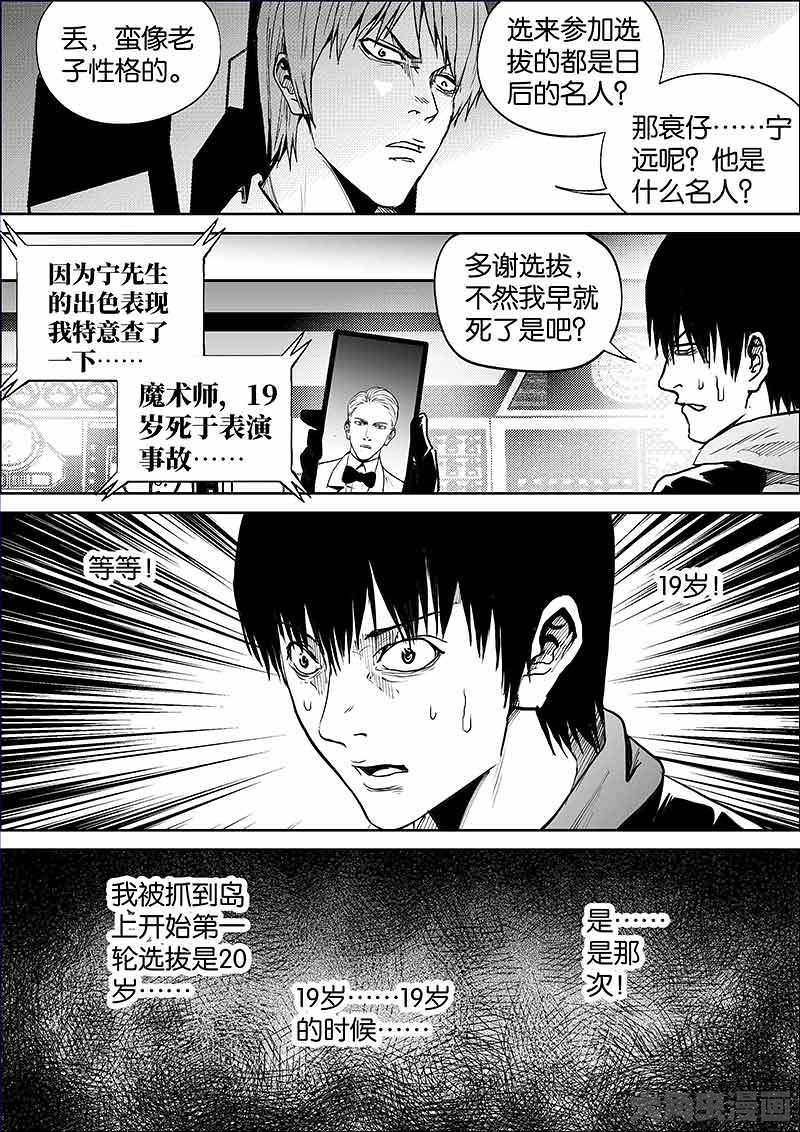 丢，蛮像老
子性格的。
选来参加选
拔的都是日
后的名人？
那衰仔……宁
远呢？他是
什么名人？
因为宁先生
的出色表现
我特意查了
一下……
魔术师，19
岁死于表演
事故……
多谢选拔，
不然我早就
死了是吧？
等等！
19岁！
我被抓到岛
上开始第一
轮选拔是20
岁……
19岁……19岁
的时候……
是……
是那
次！